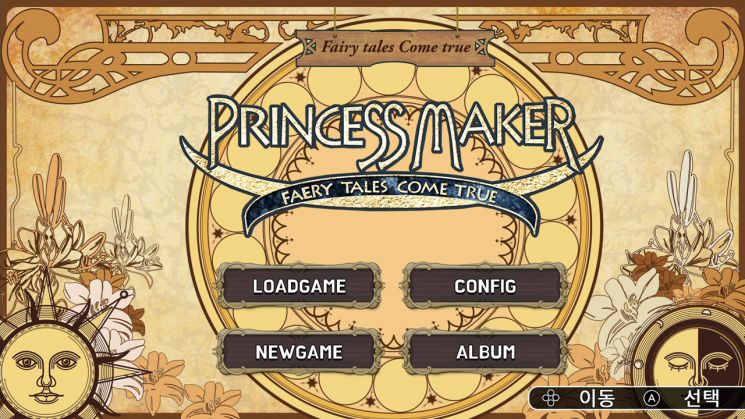 Fairy tales Come true
PRINCESS MAKER
FAERY TALES COME TRUE
LOADGAME
CONFIG
NEWGAME
ALBUM
이동 A 선택